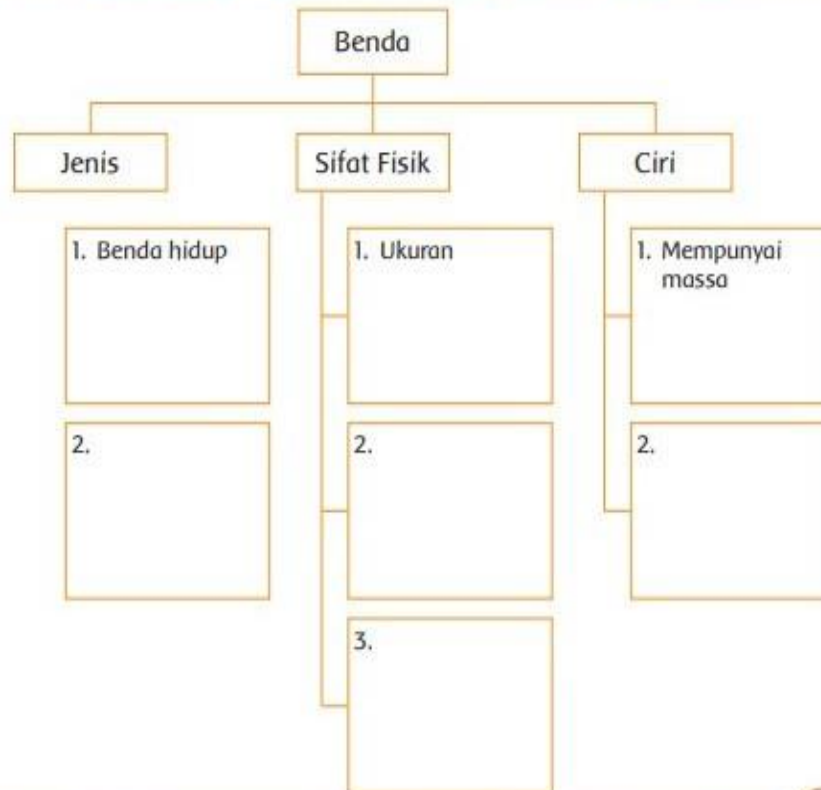 Benda
Jenis
Sifat Fisik
Ciri
1. Benda hidup
2.
1. Ukuran
2.
3.
1. Mempunyai
massa
2.